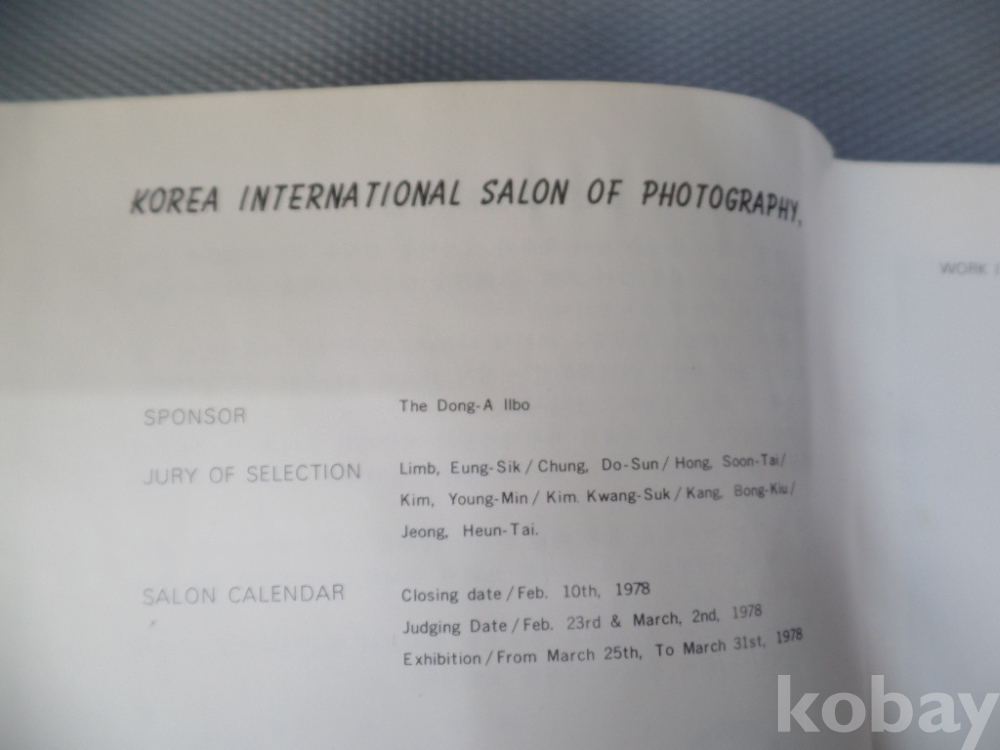 KOREA INTERNATIONAL SALON OF PHOTOGRAPHY,
WORK
SPONSOR The Dong-A Ilbo
JURY OF SELECTION Limb, Eung-Sik / Chung, Do-Sun / Hong, Soon-Tai /
Kim, Young-Min / Kim. Kwang-Suk / Kang, Bong-Kiu /
Jeong, Heun-Tai.
SALON CALENDAR Closing date / Feb. 10th, 1978
Judging Date / Feb. 23rd & March, 2nd, 1978
Exhibition / From March 25th, To March 31st, 1978
kobay